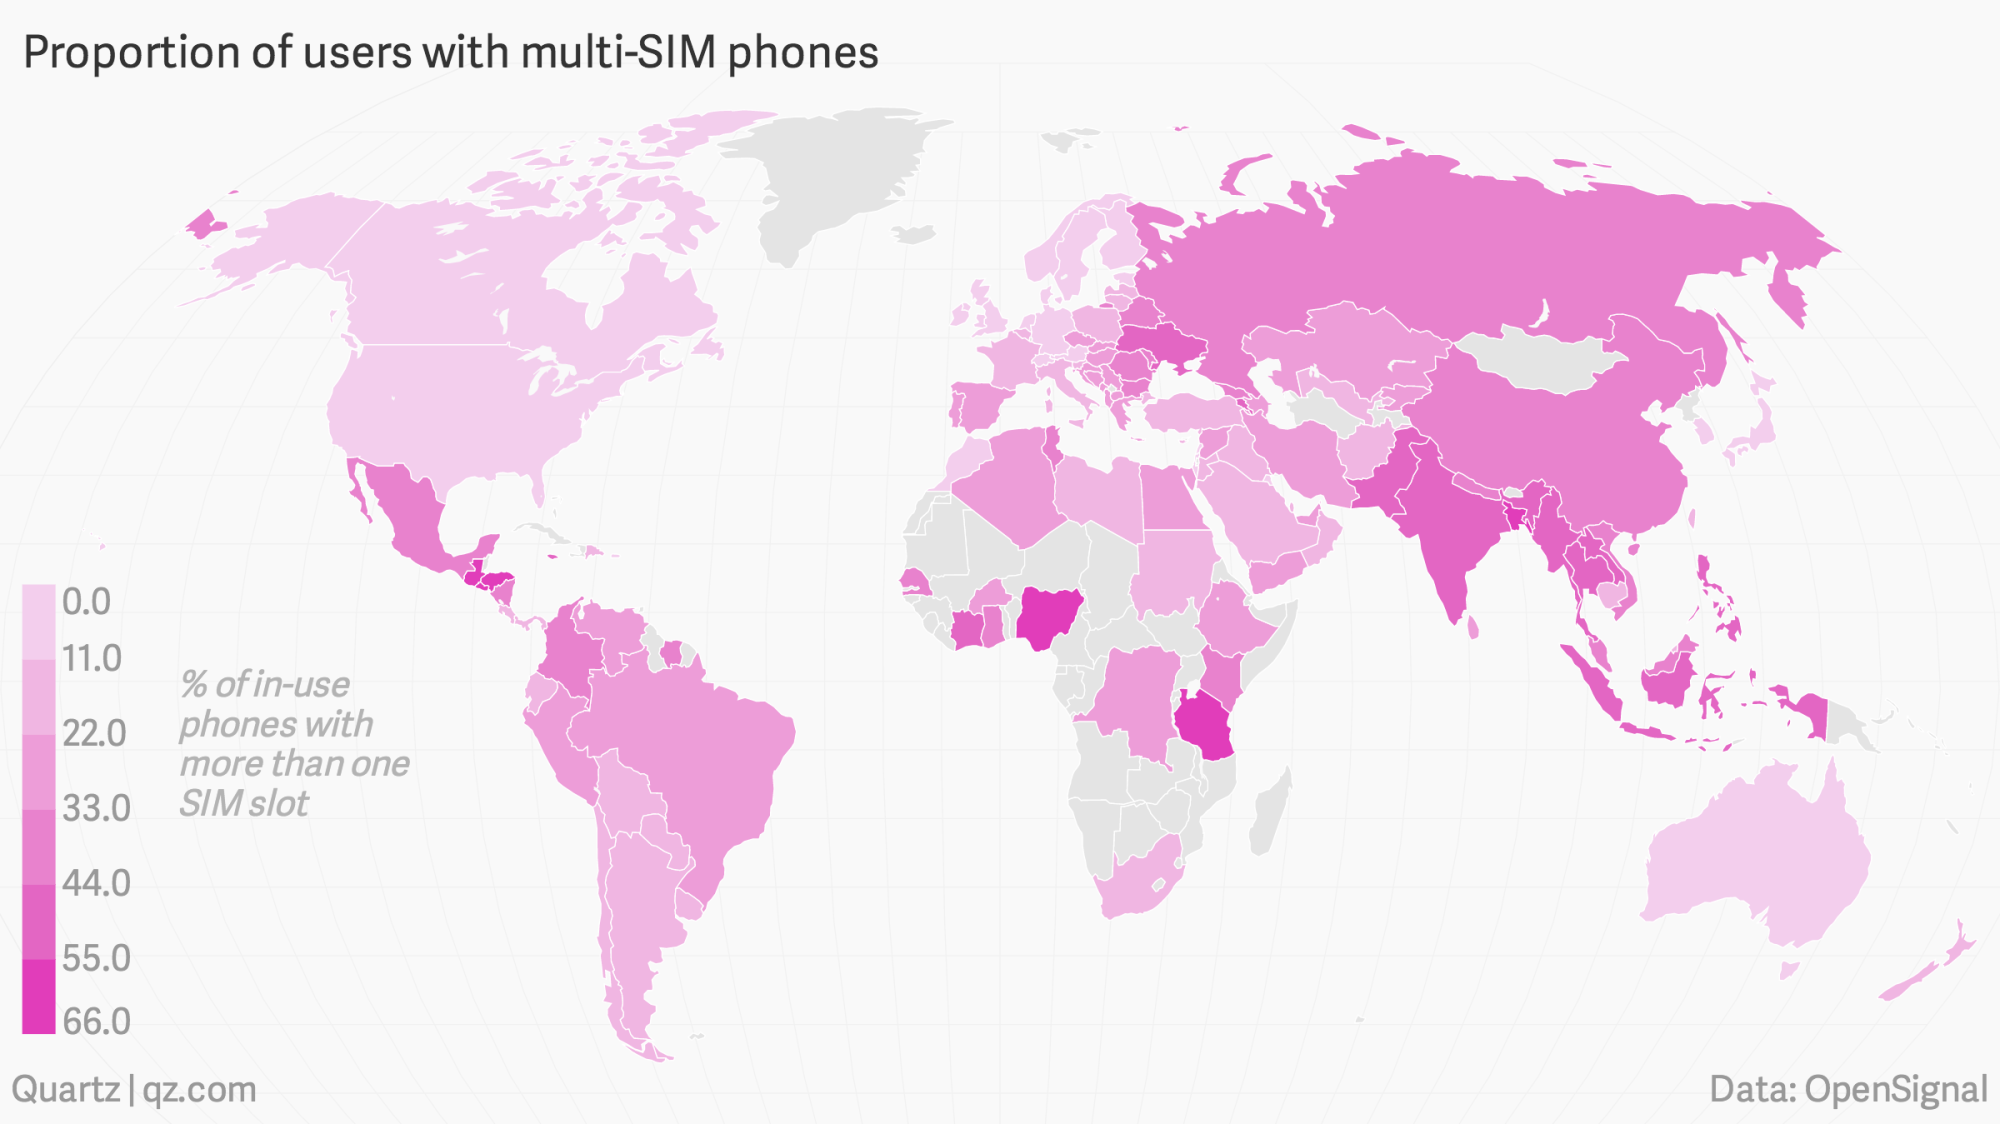 Proportion of users with multi-SIM phones
0.0
11.0
22.0
33.0
44.0
55.0
66.0
% of in-use
phones with
more than one
SIM slot
Quartz | qz.com
Data: OpenSignal